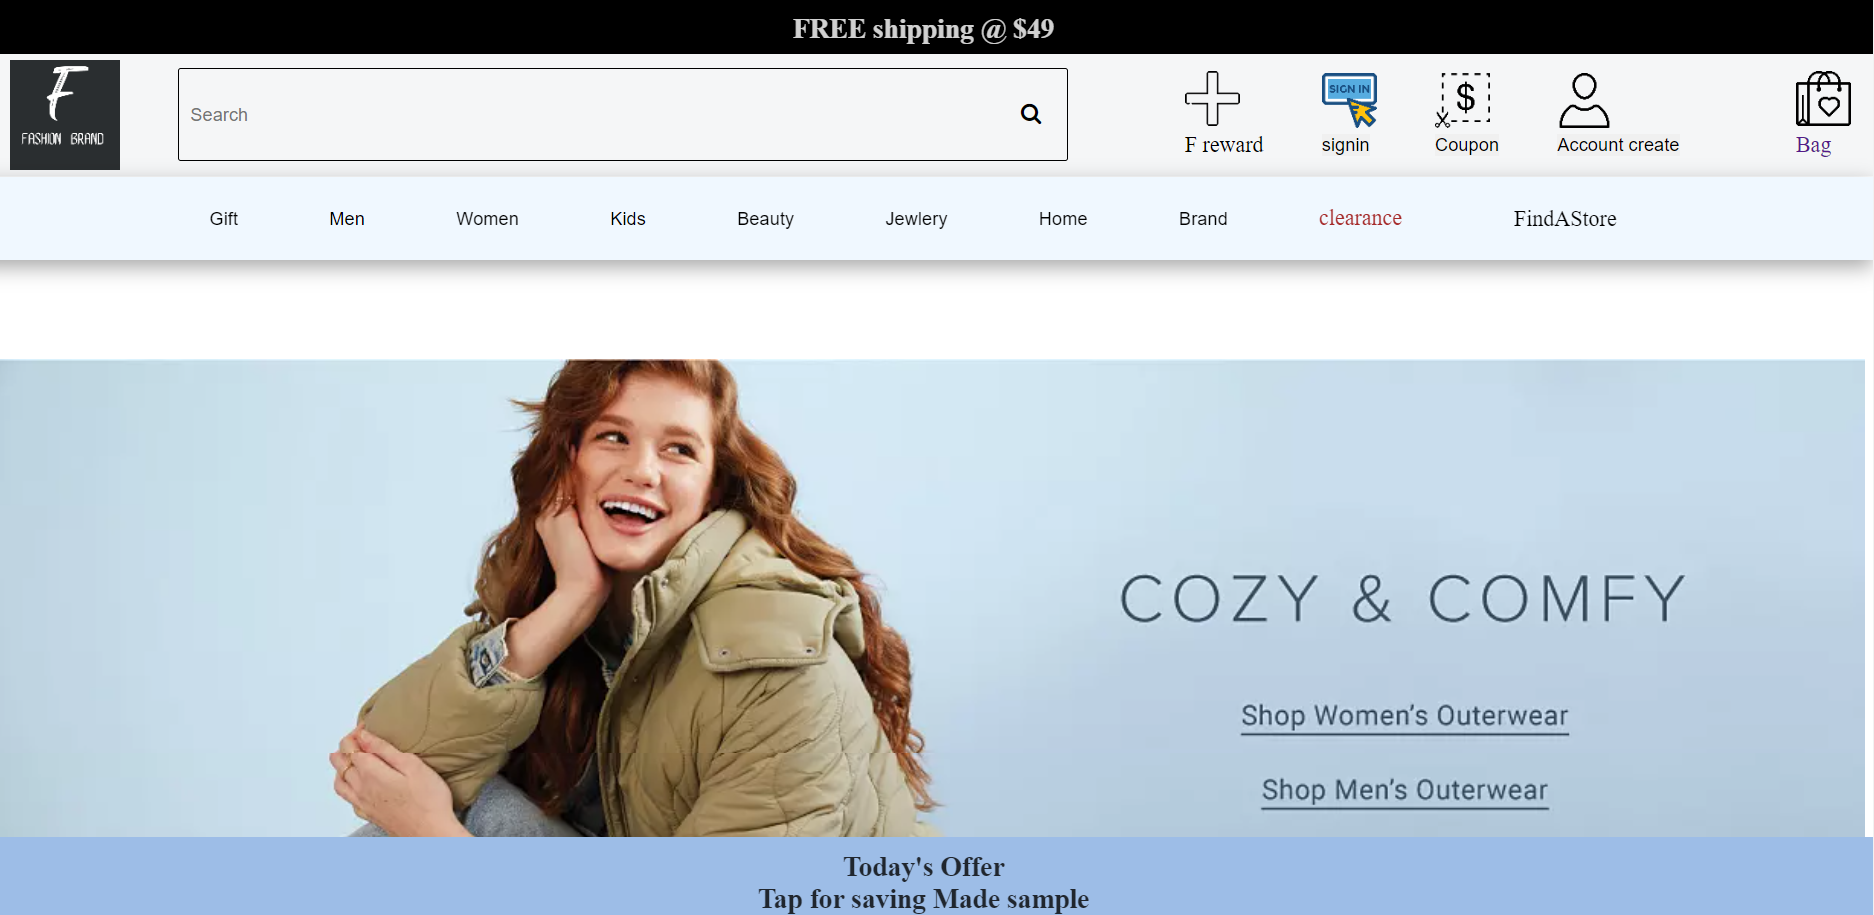 FREE shipping @ $49
F
FASHION BRAND
Search
SIGN IN
$
F reward
signin
Coupon
Account create
Bag
Gift
Men
Women
Kids
Beauty
Jewlery
Home
Brand
clearance
FindAStore
COZY & COMFY
Shop Women's Outerwear
Shop Men's Outerwear
Today's Offer
Tap for saving Made sample